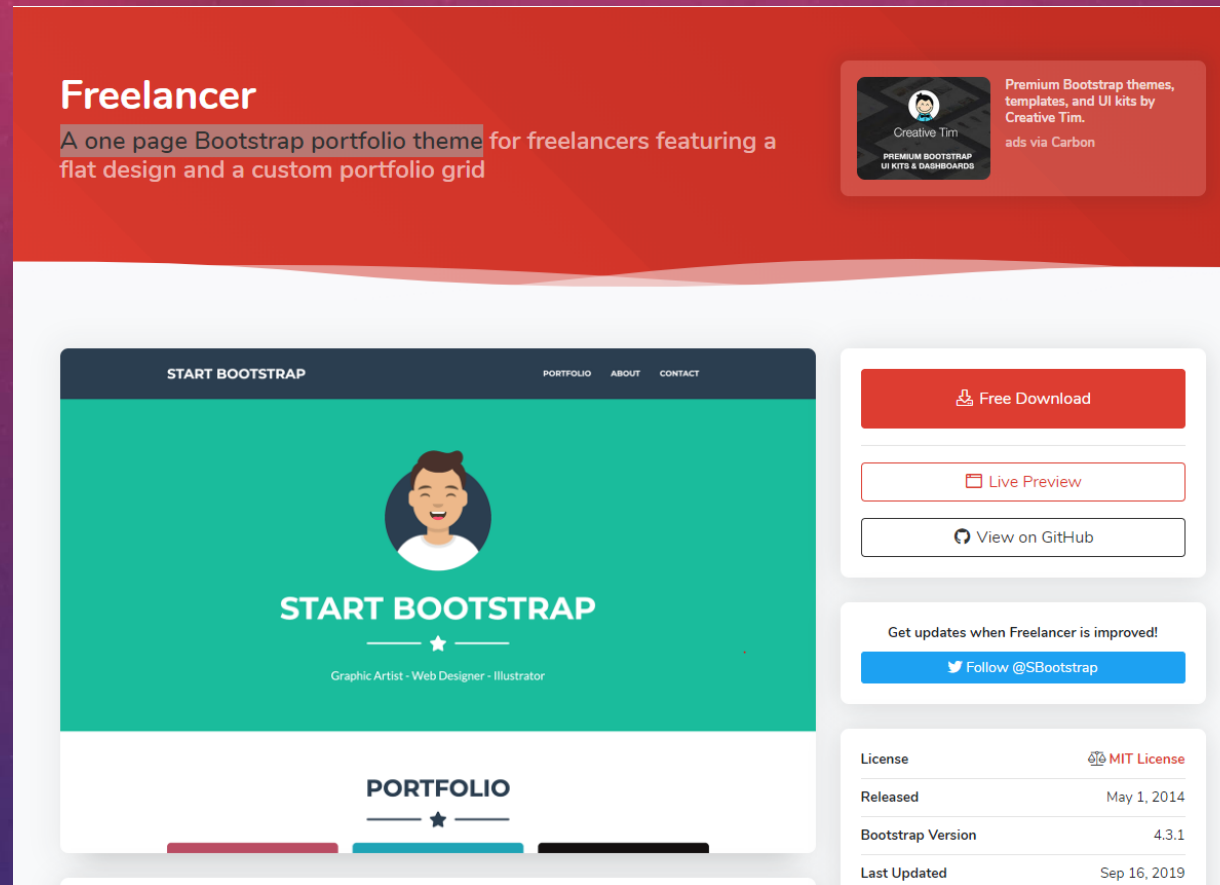 Freelancer
A one page Bootstrap portfolio theme for freelancers featuring a
flat design and a custom portfolio grid
Creative Tim
PREMIUM BOOTSTRAP
UI KITS & DASHBOARDS
Premium Bootstrap themes,
templates, and UI kits by
Creative Tim.
ads via Carbon
START BOOTSTRAP
PORTFOLIO ABOUT CONTACT
START BOOTSTRAP
Graphic Artist - Web Designer - Illustrator
PORTFOLIO
Free Download
Live Preview
View on GitHub
Get updates when Freelancer is improved!
Follow @SBootstrap
License MIT License
Released May 1, 2014
Bootstrap Version 4.3.1
Last Updated Sep 16, 2019